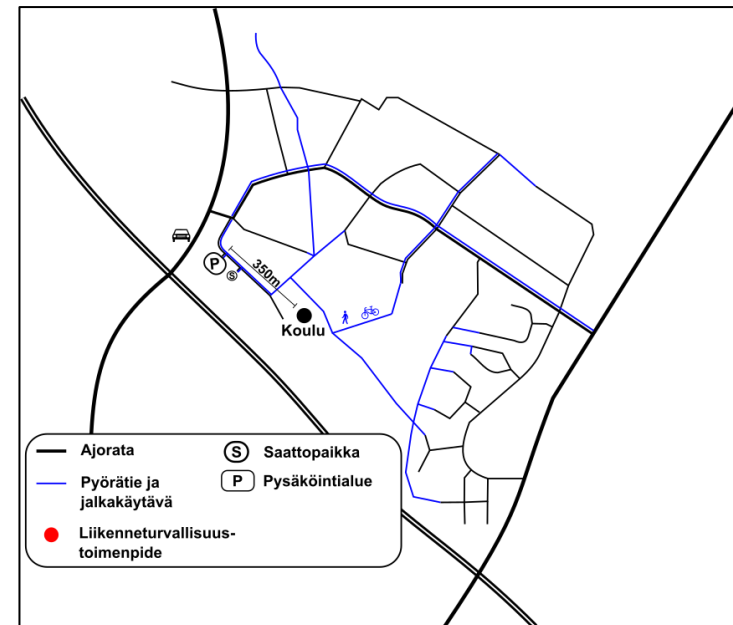 P
S
350m
Koulu
Ajorata
Pyörätie ja
jalkakäytävä
Liikenneturvallisuus-
toimenpide
S Saattopaikka
P Pysäköintialue